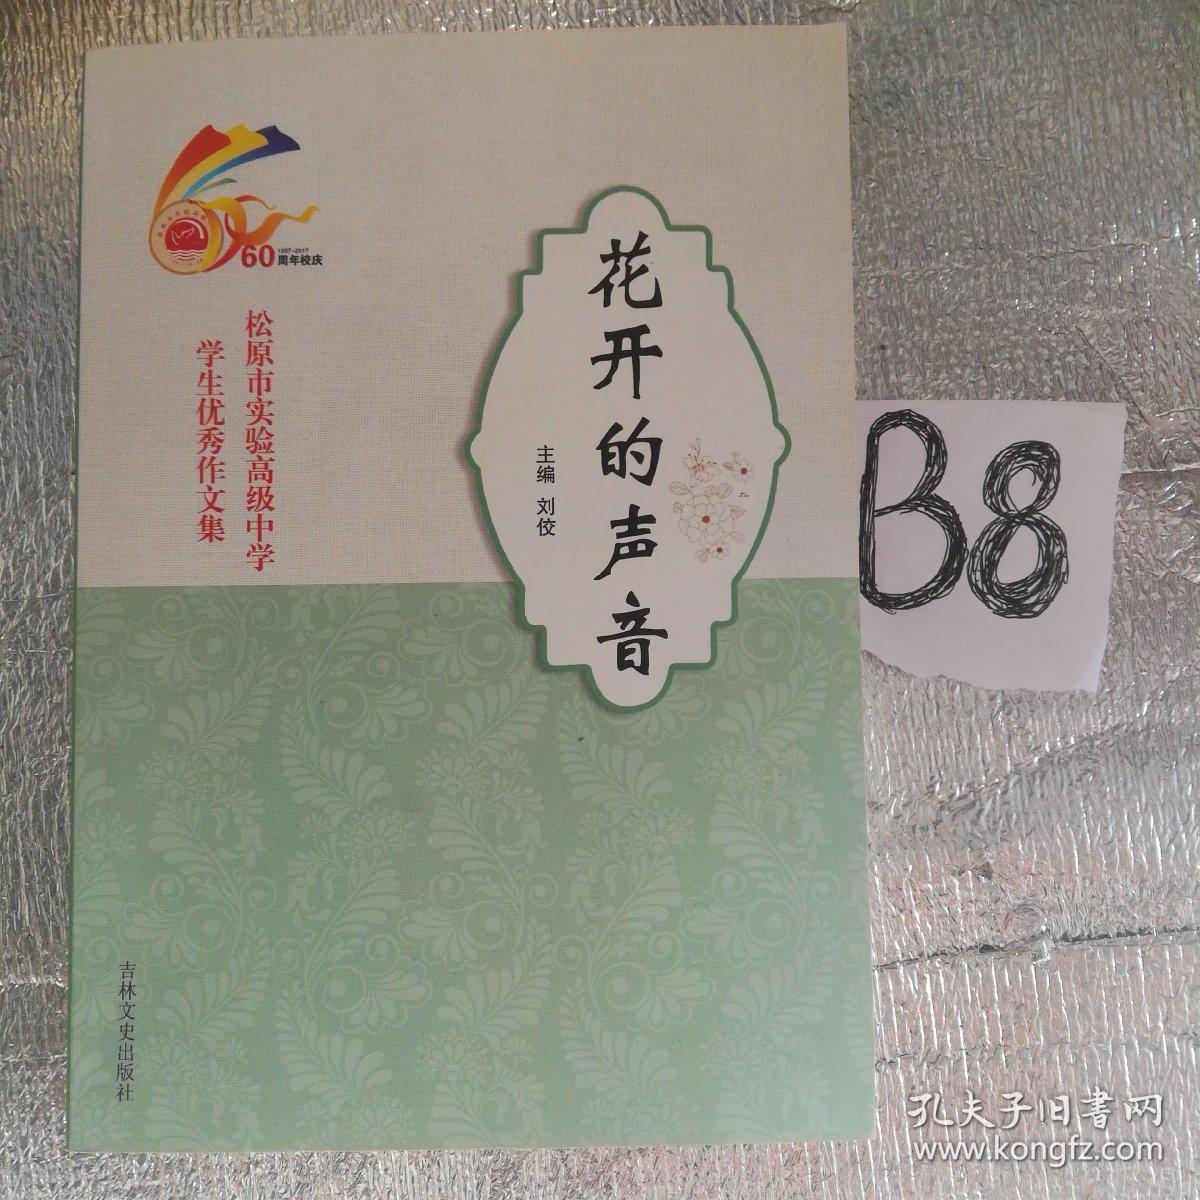 花开的声音
主编 刘佼
1957-2017
60周年校庆
松原市实验高级中学
学生优秀作文集
吉林文史出版社
B8
孔夫子旧書网
www.kongfz.com